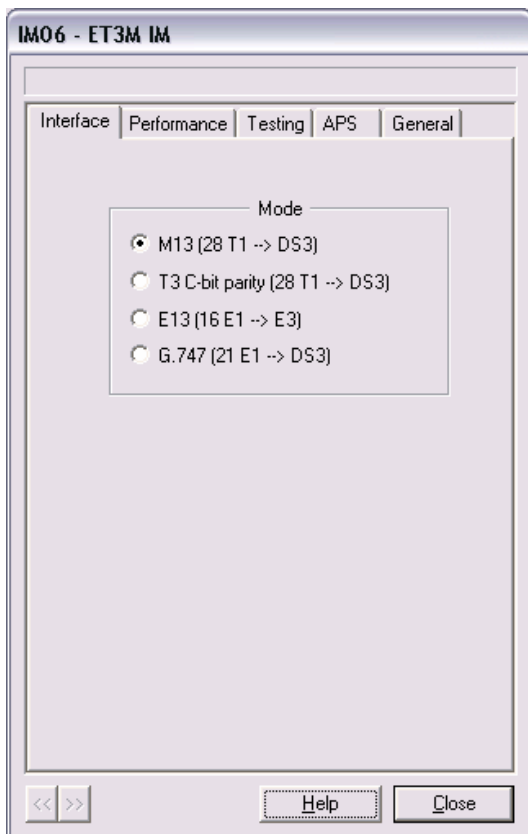 IM06 - ET3M IM
Interface Performance Testing APS General
Mode
M13 (28 T1 --> DS3)
T3 C-bit parity (28 T1 --> DS3)
E13 (16 E1 --> E3)
G.747 (21 E1 --> DS3)
<< >> Help Close